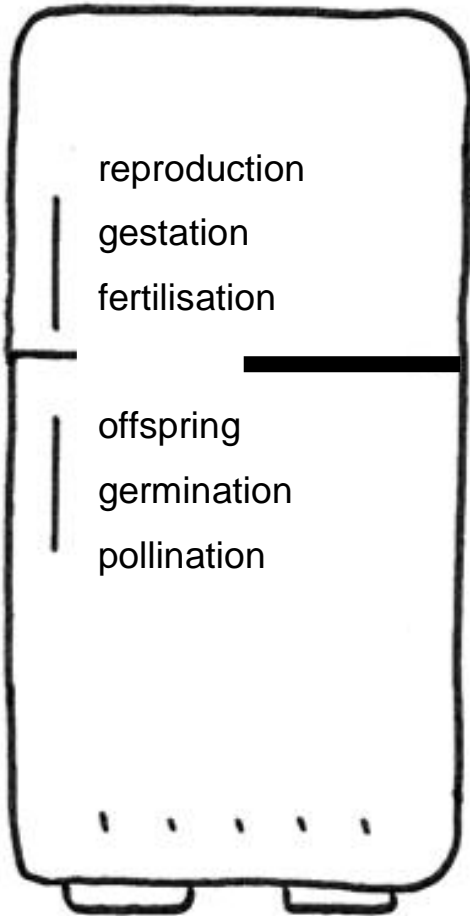 reproduction
gestation
fertilisation
offspring
germination
pollination